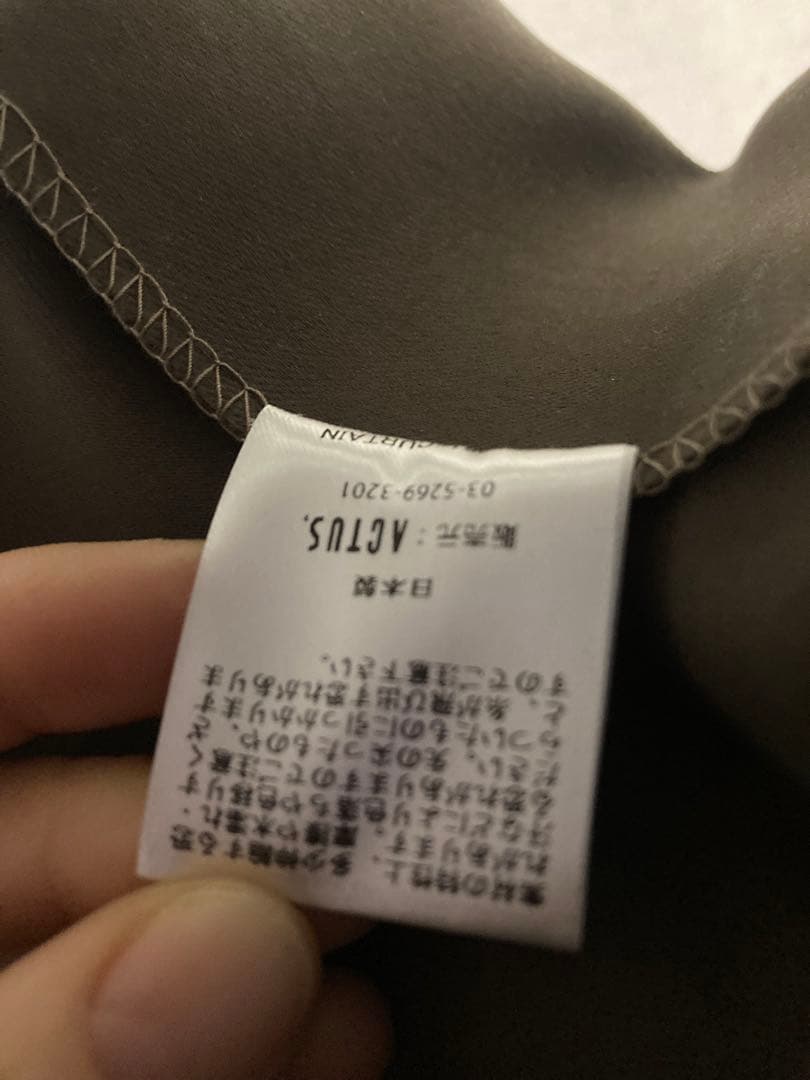 素材の特性上、多少伸縮する恐
れがあります。摩擦や水濡れ・
汗などにより色落ちや色移りす
る恐れがありますのでご注意く
ださい。先の尖ったものや、ざ
らついたものに引っかかります
と、糸が飛び出す恐れがありま
すのでご注意下さい。
日本製
販売元：ACTUS.
03-5269-3201
CURTAIN